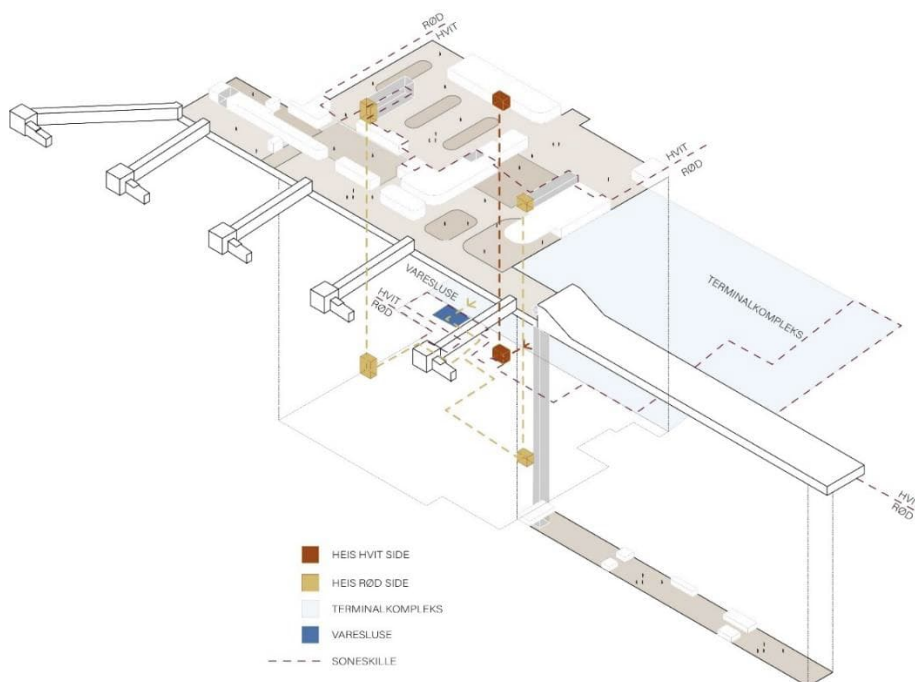 RØD
HVIT
HVIT
RØD
TERMINALKOMPLEKS
VARESLUSE
HVIT
RØD
HVIT
RØD
HEIS HVIT SIDE
HEIS RØD SIDE
TERMINALKOMPLEKS
VARESLUSE
SONESKILLE